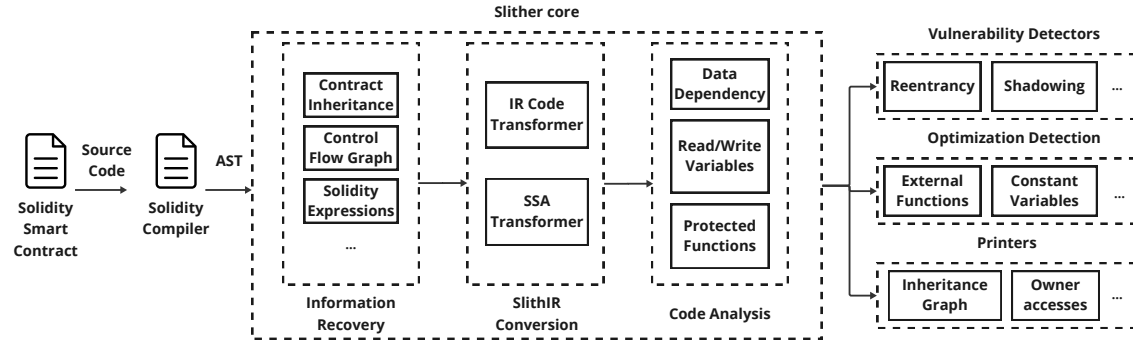 Slither core
Solidity
Smart
Contract
Source
Code
Solidity
Compiler
AST
Contract
Inheritance
Control
Flow Graph
Solidity
Expressions
...
Information
Recovery
IR Code
Transformer
SSA
Transformer
SlithIR
Conversion
Data
Dependency
Read/Write
Variables
Protected
Functions
Code Analysis
Vulnerability Detectors
Reentrancy
Shadowing
...
Optimization Detection
External
Functions
Constant
Variables
...
Printers
Inheritance
Graph
Owner
accesses
...